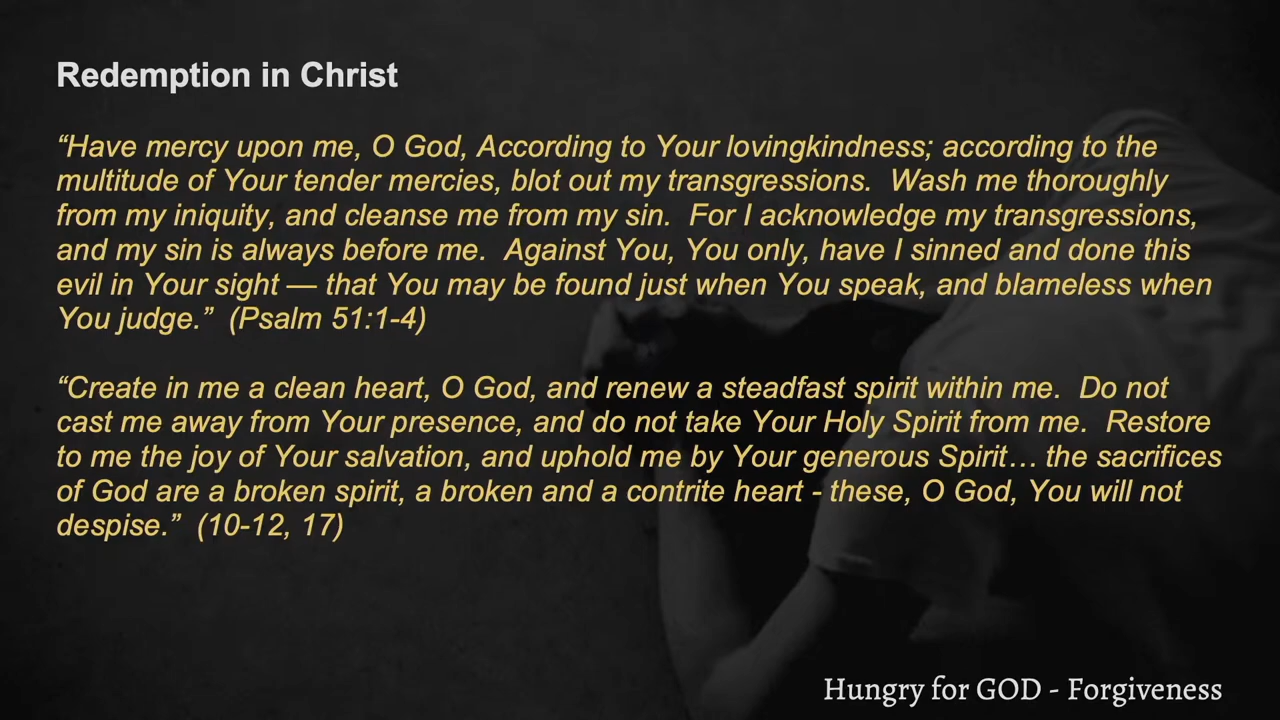 Redemption in Christ
“Have mercy upon me, O God, According to Your lovingkindness; according to the
multitude of Your tender mercies, blot out my transgressions.  Wash me thoroughly
from my iniquity, and cleanse me from my sin.  For I acknowledge my transgressions,
and my sin is always before me.  Against You, You only, have I sinned and done this
evil in Your sight — that You may be found just when You speak, and blameless when
You judge.”  (Psalm 51:1-4)
“Create in me a clean heart, O God, and renew a steadfast spirit within me.  Do not
cast me away from Your presence, and do not take Your Holy Spirit from me.  Restore
to me the joy of Your salvation, and uphold me by Your generous Spirit… the sacrifices
of God are a broken spirit, a broken and a contrite heart - these, O God, You will not
despise.”  (10-12, 17)
Hungry for GOD - Forgiveness